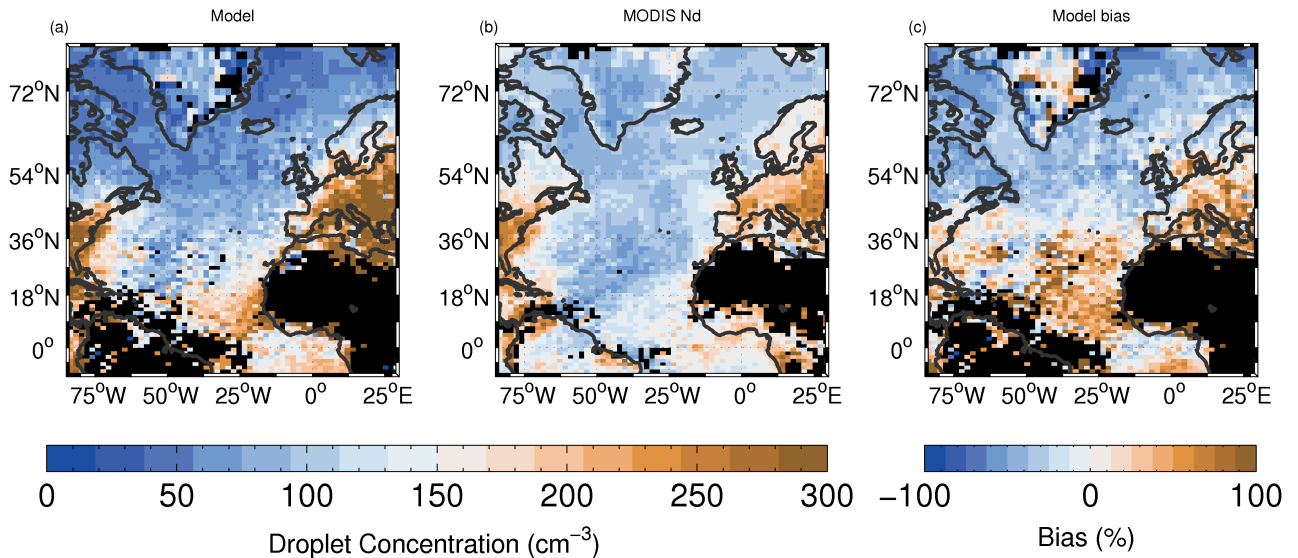 Model
MODIS Nd
Model bias
(a)
(b)
(c)
72°N
54°N
36°N
18°N
0°
75°W 50°W 25°W 0° 25°E
72°N
54°N
36°N
18°N
0°
75°W 50°W 25°W 0° 25°E
72°N
54°N
36°N
18°N
0°
75°W 50°W 25°W 0° 25°E
0 50 100 150 200 250 300
Droplet Concentration (cm⁻³)
−100 0 100
Bias (%)